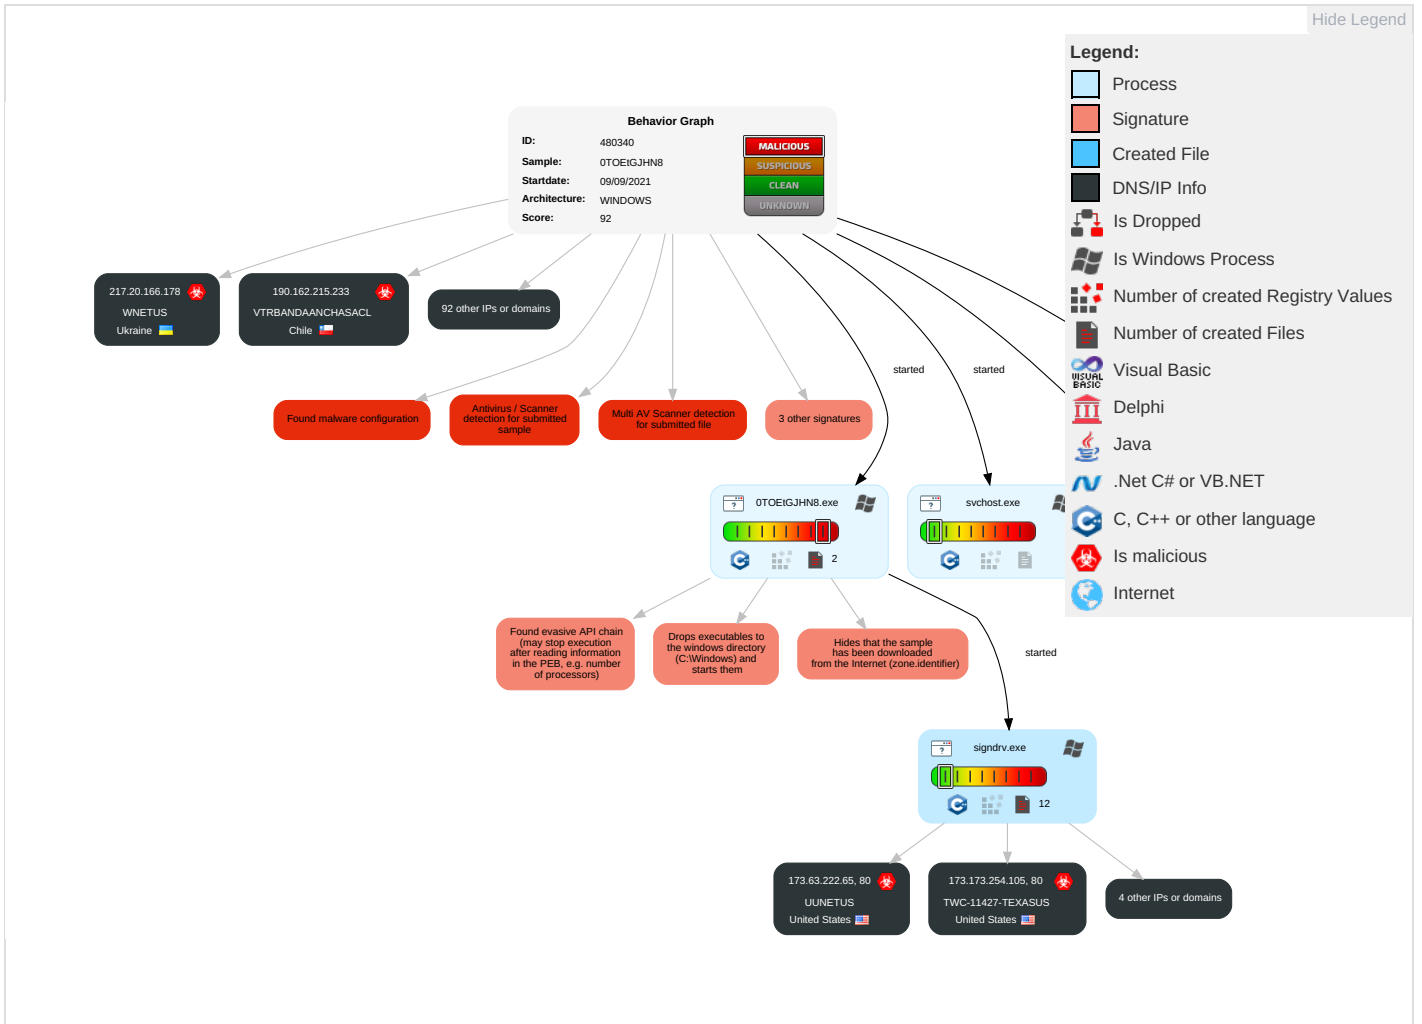 Hide Legend
Legend:
Process
Signature
Created File
DNS/IP Info
Is Dropped
Is Windows Process
Number of created Registry Values
Number of created Files
Visual Basic
Delphi
Java
.Net C# or VB.NET
C, C++ or other language
Is malicious
Internet
VISUAL
BASIC
Behavior Graph
ID: 480340
Sample: 0TOEtGJHN8
Startdate: 09/09/2021
Architecture: WINDOWS
Score: 92
MALICIOUS
SUSPICIOUS
CLEAN
UNKNOWN
217.20.166.178
WNETUS
Ukraine
190.162.215.233
VTRBANDAANCHASACL
Chile
92 other IPs or domains
Found malware configuration
Antivirus / Scanner
detection for submitted
sample
Multi AV Scanner detection
for submitted file
3 other signatures
started
started
0TOEtGJHN8.exe
2
svchost.exe
Found evasive API chain
(may stop execution
after reading information
in the PEB, e.g. number
of processors)
Drops executables to
the windows directory
(C:\Windows) and
starts them
Hides that the sample
has been downloaded
from the Internet (zone.identifier)
started
signdrv.exe
12
173.63.222.65, 80
UUNETUS
United States
173.173.254.105, 80
TWC-11427-TEXASUS
United States
4 other IPs or domains